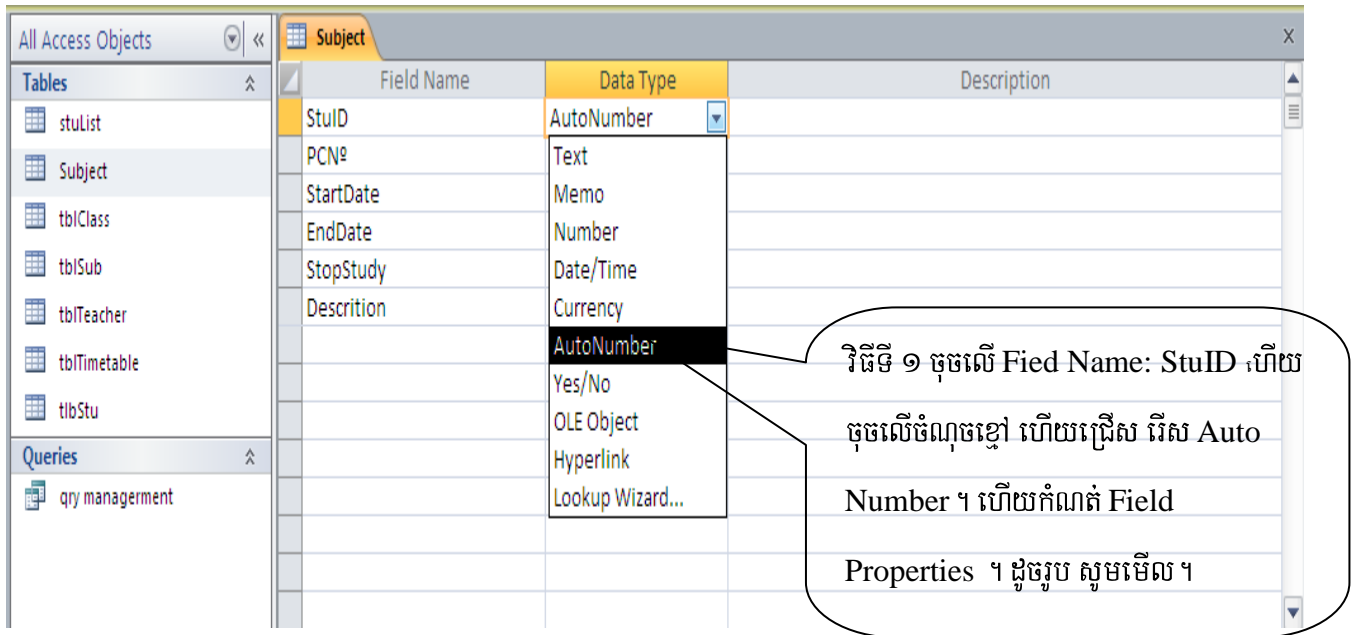 All Access Objects
Tables
stuList
Subject
tblClass
tblSub
tblTeacher
tblTimetable
tlbStu
Queries
qry managerment
Subject
X
Field Name Data Type Description
StuID AutoNumber
PCNº
StartDate
EndDate
StopStudy
Descrition
Text
Memo
Number
Date/Time
Currency
AutoNumber
Yes/No
OLE Object
Hyperlink
Lookup Wizard...
វិធីទី ១ ចុចលើ Fied Name: StuID ហើយ
ចុចលើចំណុចខ្មៅ ហើយជ្រើស រើស Auto
Number ។ ហើយកំណត់ Field
Properties ។ ដូចរូប សូមមើល ។